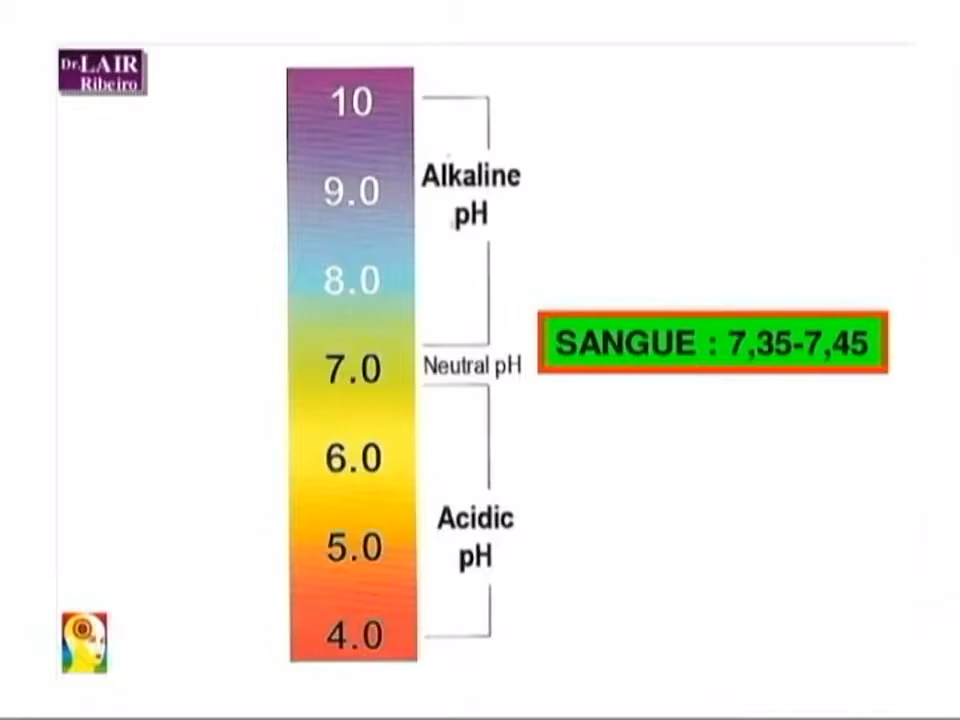 Dr. LAIR
Ribeiro
10
9.0
8.0
7.0
6.0
5.0
4.0
Alkaline
pH
Neutral pH
Acidic
pH
SANGUE : 7,35-7,45